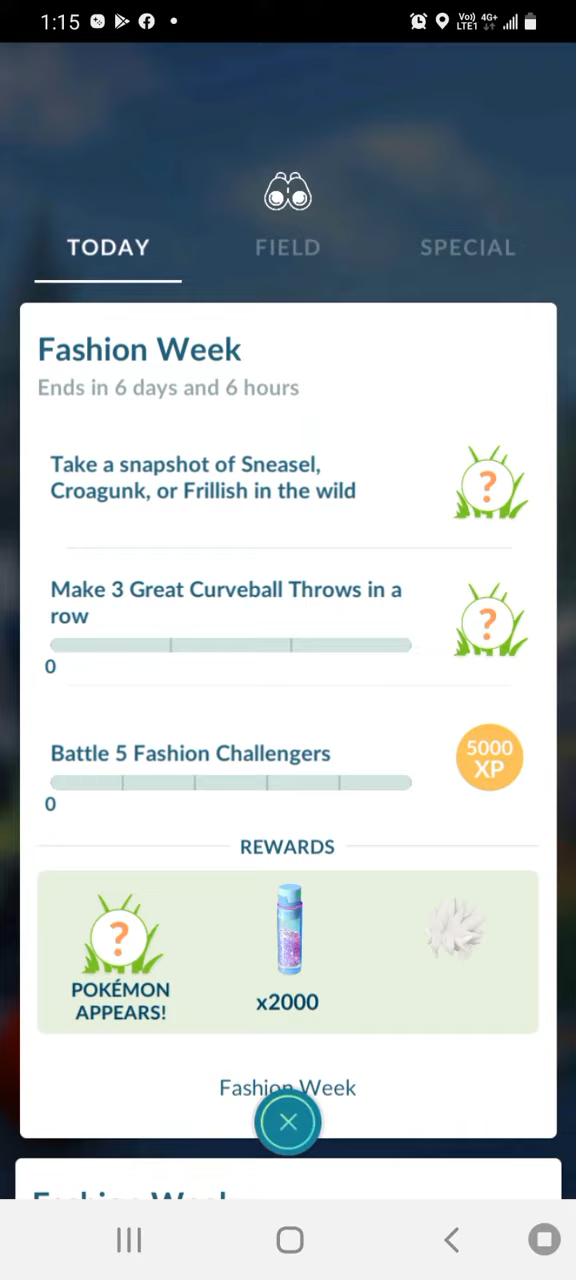 1:15
Vo)) 4G+
LTE1
TODAY
FIELD
SPECIAL
Fashion Week
Ends in 6 days and 6 hours
Take a snapshot of Sneasel,
Croagunk, or Frillish in the wild
?
Make 3 Great Curveball Throws in a
row
?
0
Battle 5 Fashion Challengers
5000
XP
0
REWARDS
?
POKÉMON
APPEARS!
x2000
Fashion Week
Fashion Week